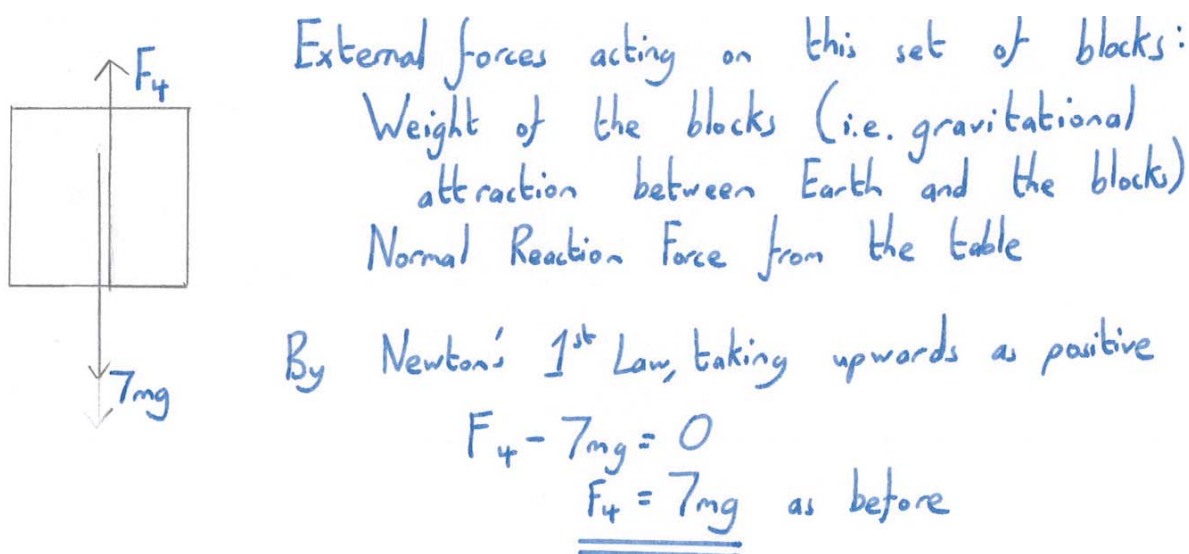 F₄
7mg
External forces acting on this set of blocks:
Weight of the blocks (i.e. gravitational
attraction between Earth and the blocks)
Normal Reaction Force from the table
By Newton's 1st Law, taking upwards as positive
F₄ - 7mg = 0
F₄ = 7mg as before